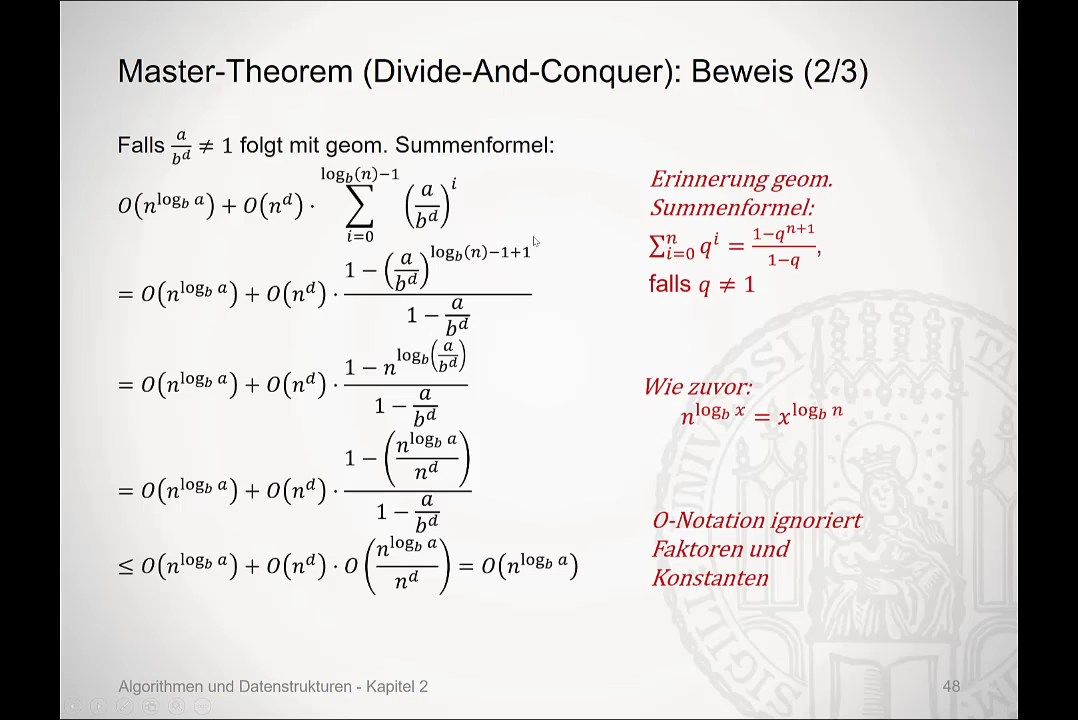 Master-Theorem (Divide-And-Conquer): Beweis (2/3)
Falls a/b^d ≠ 1 folgt mit geom. Summenformel:
O(n^(log_b a)) + O(n^d) · ∑_(i=0)^(log_b(n)−1) (a/b^d)^i
= O(n^(log_b a)) + O(n^d) · (1 − (a/b^d)^(log_b(n)−1+1)) / (1 − a/b^d)
= O(n^(log_b a)) + O(n^d) · (1 − n^(log_b(a/b^d))) / (1 − a/b^d)
= O(n^(log_b a)) + O(n^d) · (1 − (n^(log_b a)/n^d)) / (1 − a/b^d)
≤ O(n^(log_b a)) + O(n^d) · O(n^(log_b a)/n^d) = O(n^(log_b a))
Erinnerung geom.
Summenformel:
∑_(i=0)^n q^i = (1−q^(n+1))/(1−q),
falls q ≠ 1
Wie zuvor:
n^(log_b x) = x^(log_b n)
O-Notation ignoriert
Faktoren und
Konstanten
Algorithmen und Datenstrukturen - Kapitel 2
48